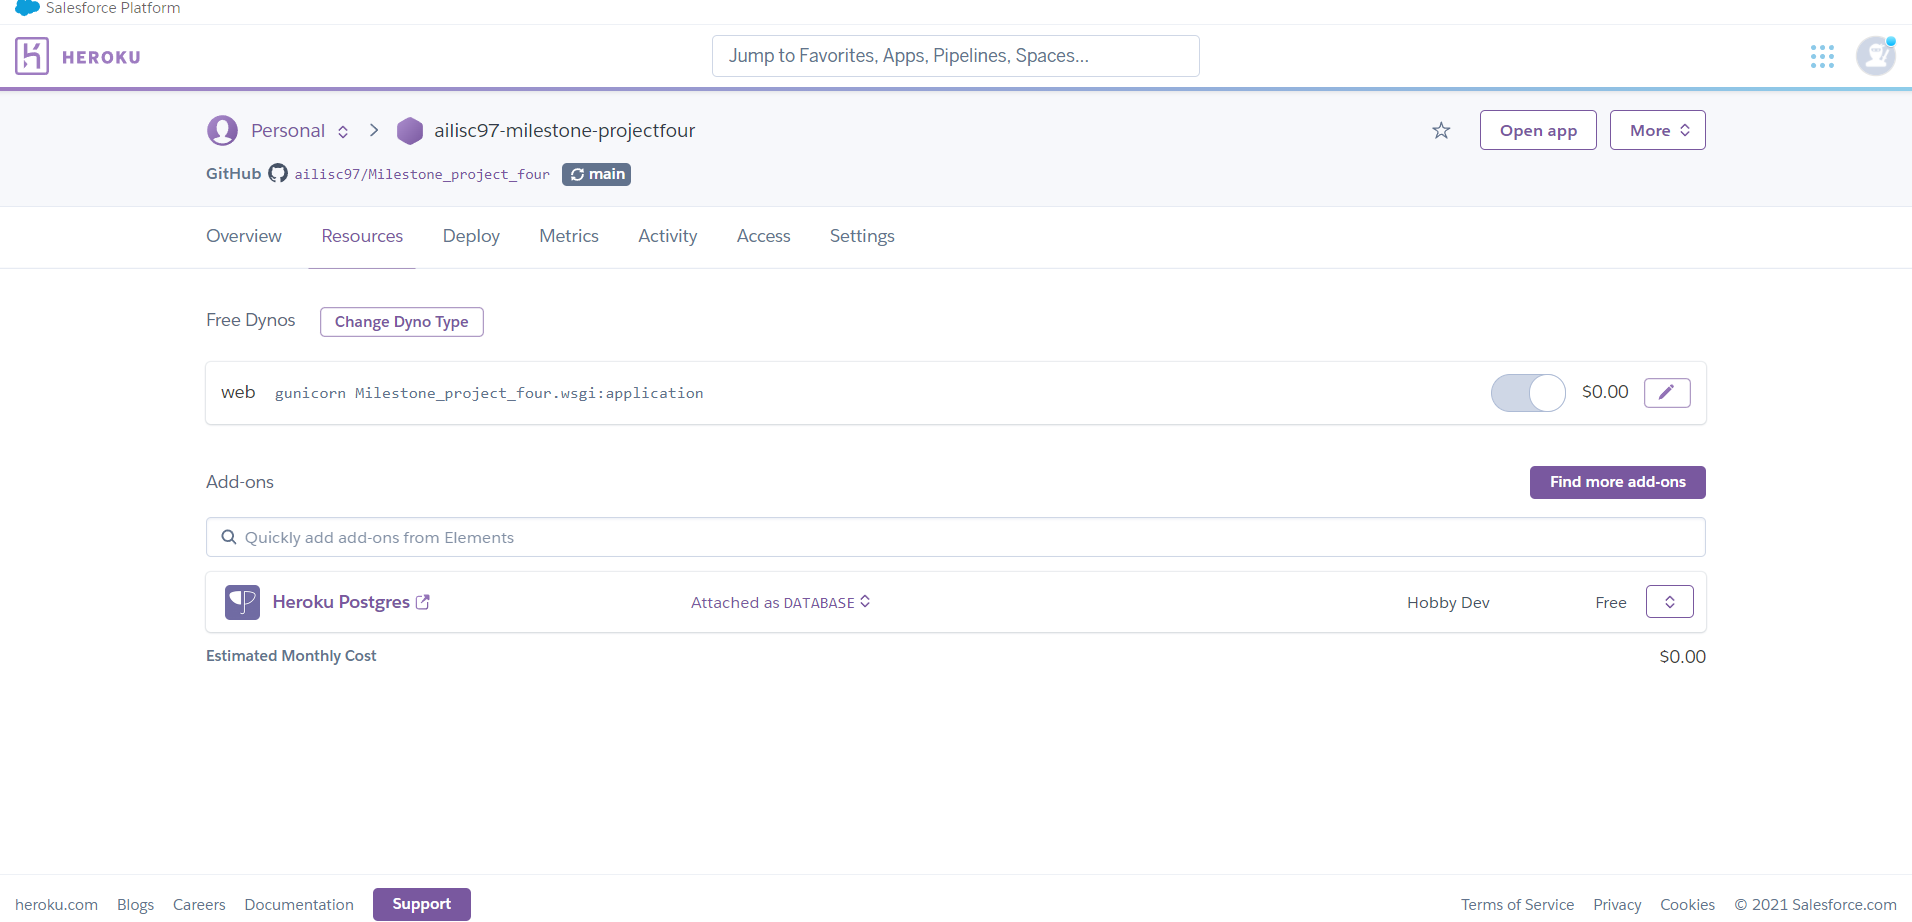 Salesforce Platform
HEROKU
Jump to Favorites, Apps, Pipelines, Spaces...
Personal
ailisc97-milestone-projectfour
Open app
More
GitHub ailisc97/Milestone_project_four main
Overview Resources Deploy Metrics Activity Access Settings
Free Dynos Change Dyno Type
web gunicorn Milestone_project_four.wsgi:application $0.00
Add-ons Find more add-ons
Quickly add add-ons from Elements
Heroku Postgres Attached as DATABASE Hobby Dev Free
Estimated Monthly Cost $0.00
heroku.com Blogs Careers Documentation Support Terms of Service Privacy Cookies © 2021 Salesforce.com